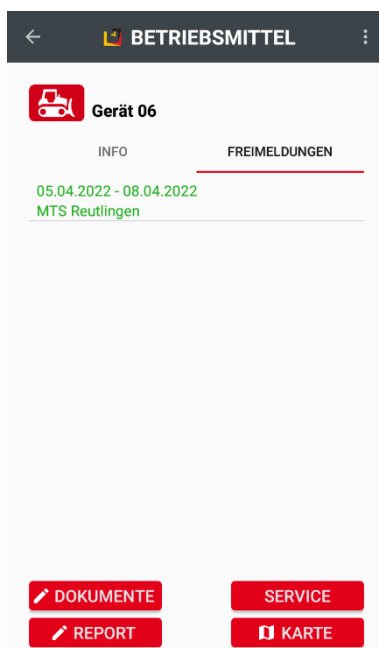 BETRIEBSMITTEL
Gerät 06
INFO
FREIMELDUNGEN
05.04.2022 - 08.04.2022
MTS Reutlingen
DOKUMENTE
SERVICE
REPORT
KARTE